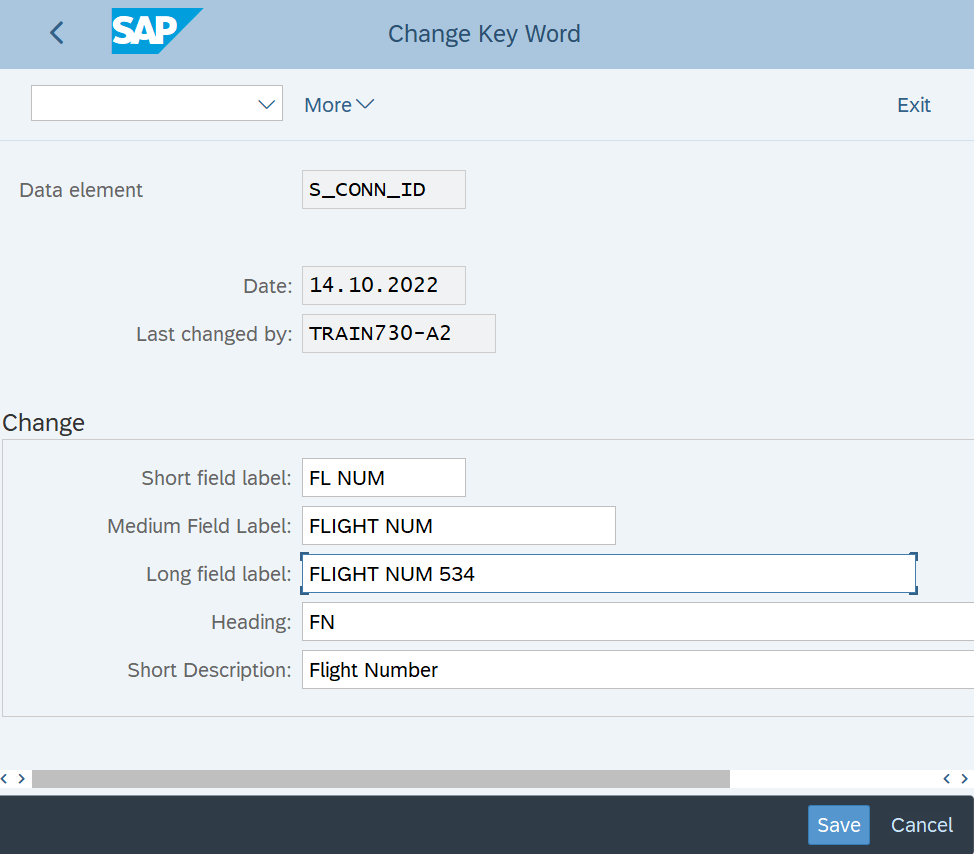 SAP
Change Key Word
More
Exit
Data element
S_CONN_ID
Date:
14.10.2022
Last changed by:
TRAIN730-A2
Change
Short field label:
FL NUM
Medium Field Label:
FLIGHT NUM
Long field label:
FLIGHT NUM 534
Heading:
FN
Short Description:
Flight Number
Save
Cancel